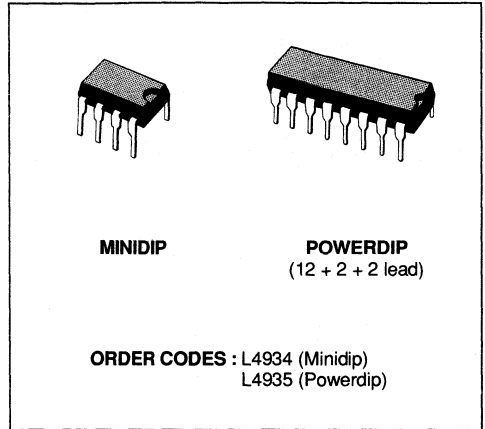 MINIDIP
POWERDIP
(12 + 2 + 2 lead)
ORDER CODES : L4934 (Minidip)
L4935 (Powerdip)